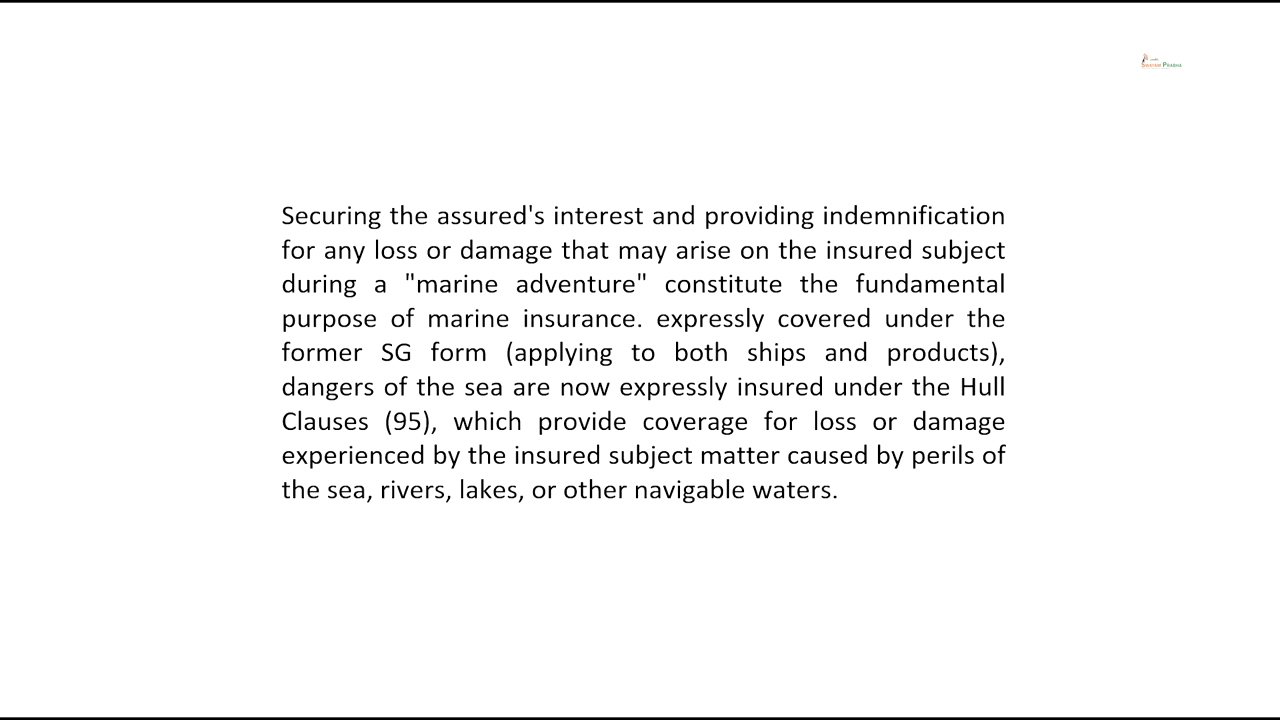 Swayam Prabha
Securing the assured's interest and providing indemnification
for any loss or damage that may arise on the insured subject
during a "marine adventure" constitute the fundamental
purpose of marine insurance. expressly covered under the
former SG form (applying to both ships and products),
dangers of the sea are now expressly insured under the Hull
Clauses (95), which provide coverage for loss or damage
experienced by the insured subject matter caused by perils of
the sea, rivers, lakes, or other navigable waters.